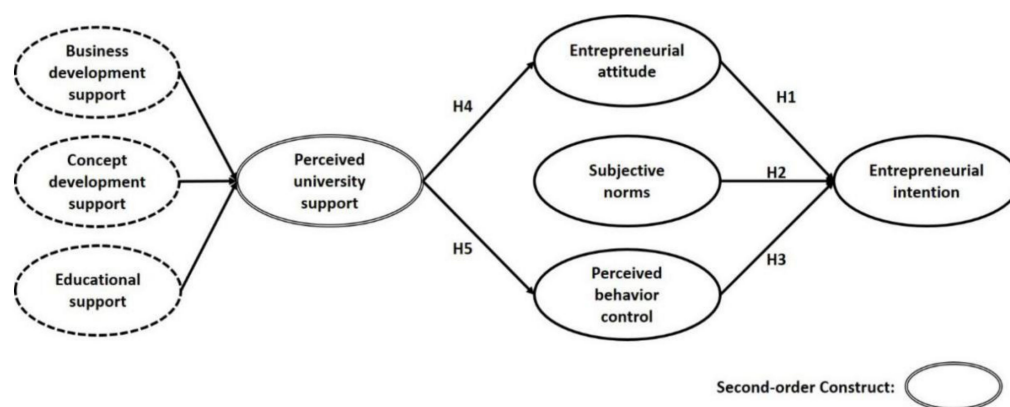 Business
development
support
Concept
development
support
Educational
support
Perceived
university
support
H4
H5
Entrepreneurial
attitude
Subjective
norms
Perceived
behavior
control
H1
H2
H3
Entrepreneurial
intention
Second-order Construct: